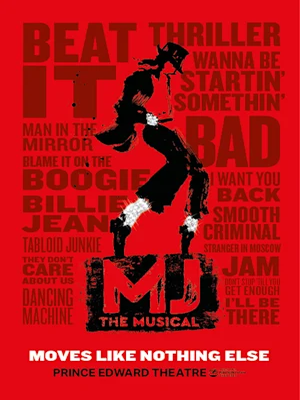 BEAT
IT
THRILLER
WANNA BE
STARTIN'
SOMETHIN'
MAN IN THE
MIRROR
BAD
BLAME IT ON THE
BOOGIE
BILLIE
JEAN
I WANT YOU
BACK
SMOOTH
CRIMINAL
TABLOID JUNKIE
STRANGER IN MOSCOW
THEY DON'T
CARE
ABOUT US
JAM
DON'T STOP 'TIL YOU
GET ENOUGH
DANCING
MACHINE
I'LL BE
THERE
MJ
THE MUSICAL
MOVES LIKE NOTHING ELSE
PRINCE EDWARD THEATRE